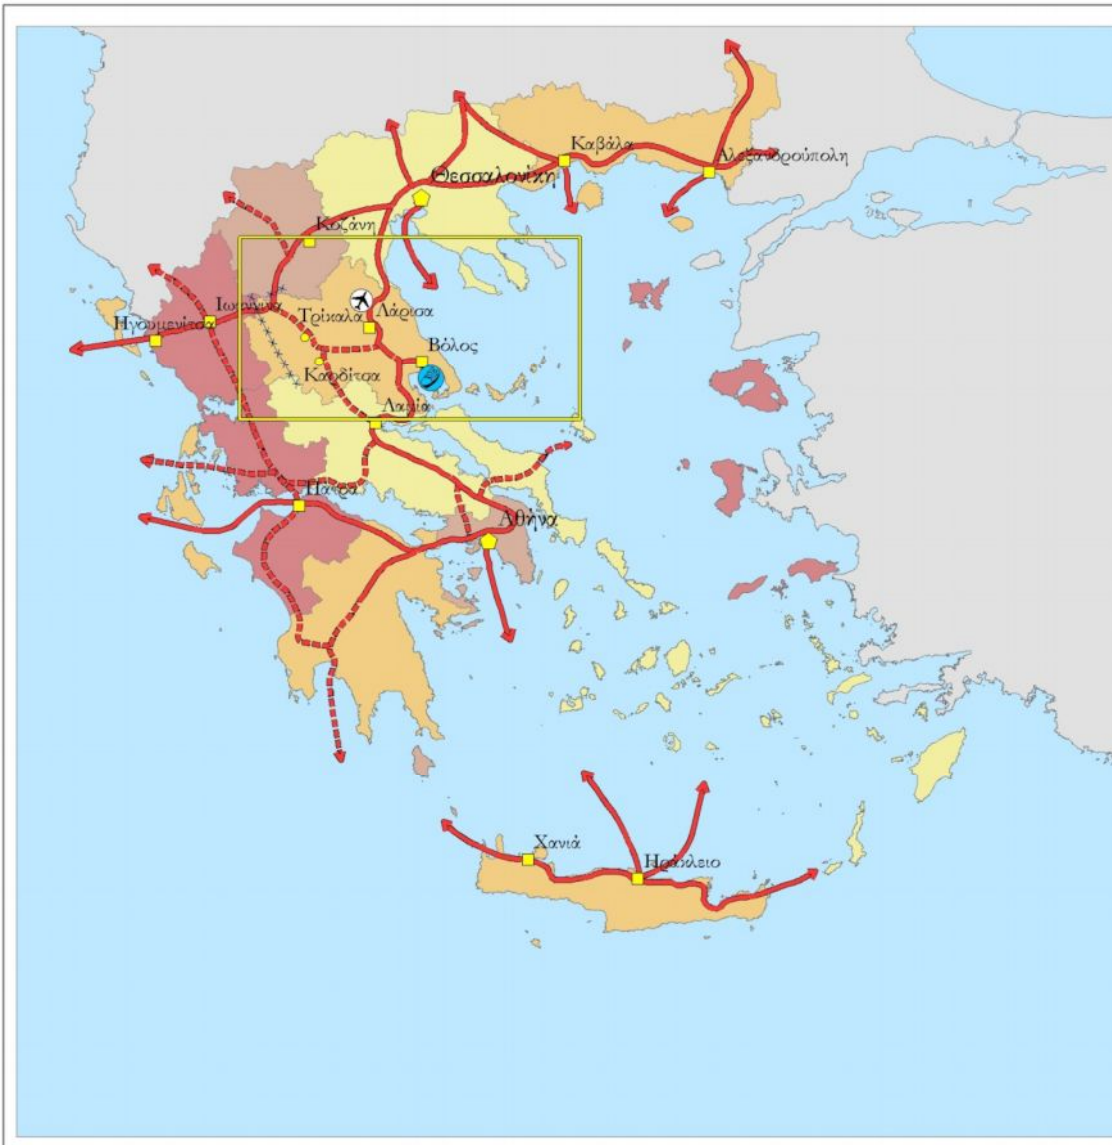 Καβάλα
Αλεξανδρούπολη
Θεσσαλονίκη
Κοζάνη
Ιωάννινα
Ηγουμενίτσα
Τρίκαλα
Λάρισα
Βόλος
Καρδίτσα
Λαμία
Πάτρα
Αθήνα
Χανιά
Ηράκλειο